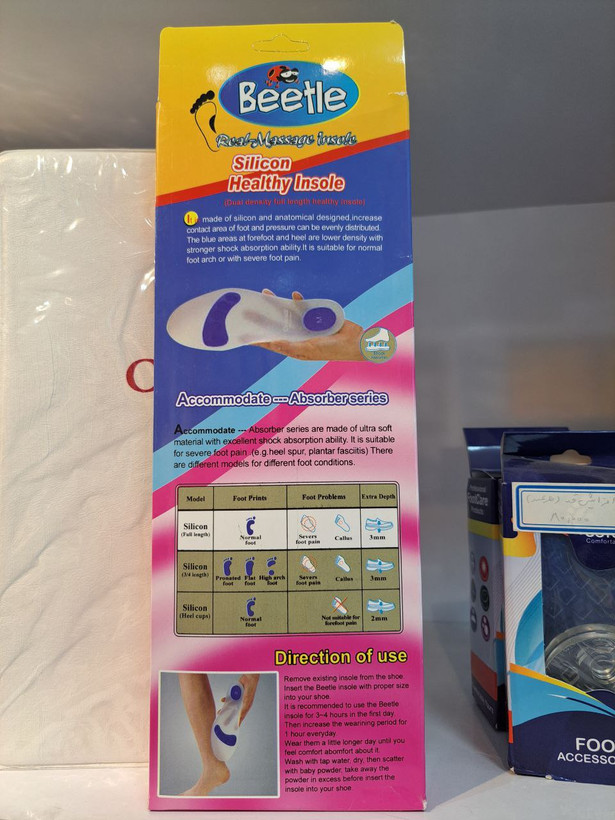 Beetle
Real-Massage insole
Silicon
Healthy Insole
(Dual density full length healthy insole)
It made of silicon and anatomical designed,increase
contact area of foot and pressure can be evenly distributed.
The blue areas at forefoot and heel are lower density with
stronger shock absorption ability.It is suitable for normal
foot arch or with severe foot pain.
Accommodate --- Absorber series
Accommodate --- Absorber series are made of ultra soft
material with excellent shock absorption ability. It is suitable
for severe foot pain. (e.g.heel spur, plantar fasciitis) There
are different models for different foot conditions.
Model Foot Prints Foot Problems Extra Depth
Silicon
(Full length)
Normal
foot
Severs
foot pain
Callus
3mm
Silicon
(3/4 length)
Pronated
foot
Flat
foot
High arch
foot
Severs
foot pain
Callus
3mm
Silicon
(Heel cups)
Normal
foot
Not suitable for
forefoot pain
2mm
Direction of use
Remove existing insole from the shoe.
Insert the Beetle insole with proper size
into your shoe.
It is recommended to use the Beetle
insole for 3~4 hours in the first day.
Then increase the wearining period for
1 hour everyday.
Wear them a little longer day until you
feel comfort abomfort about it.
Wash with tap water, dry, then scatter
with baby powder, take away the
powder in excess before insert the
insole into your shoe
FootCare
Products
FOO
ACCESSO